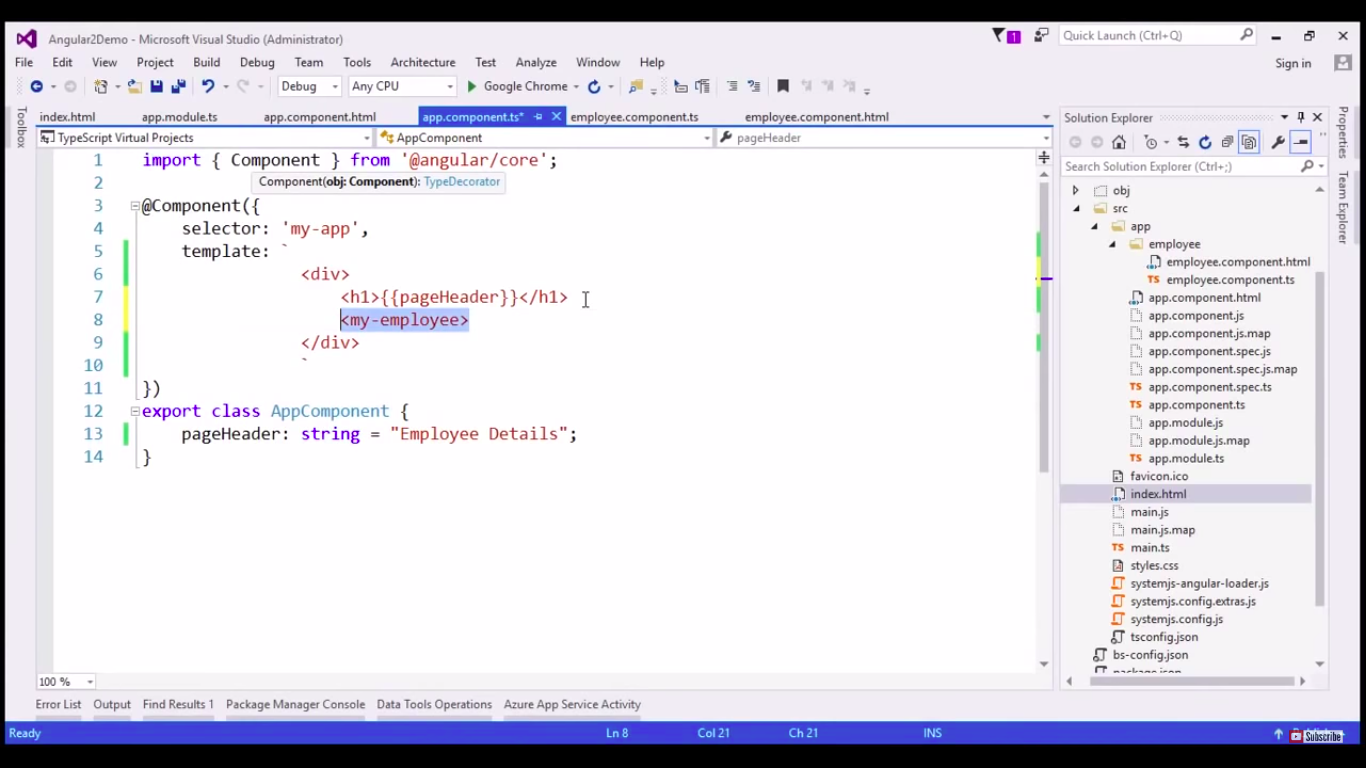 Angular2Demo - Microsoft Visual Studio (Administrator)
1
Quick Launch (Ctrl+Q)
File Edit View Project Build Debug Team Tools Architecture Test Analyze Window Help
Sign in
Debug Any CPU Google Chrome
Toolbox
index.html app.module.ts app.component.html app.component.ts* employee.component.ts employee.component.html
TypeScript Virtual Projects AppComponent pageHeader
1 import { Component } from '@angular/core';
2
Component(obj: Component): TypeDecorator
3 @Component({
4 selector: 'my-app',
5 template: `
6 <div>
7 <h1>{{pageHeader}}</h1>
8 <my-employee>
9 </div>
10 `
11 })
12 export class AppComponent {
13 pageHeader: string = "Employee Details";
14 }
100 %
Solution Explorer
Search Solution Explorer (Ctrl+;)
obj
src
app
employee
employee.component.html
employee.component.ts
app.component.html
app.component.js
app.component.js.map
app.component.spec.js
app.component.spec.js.map
app.component.spec.ts
app.component.ts
app.module.js
app.module.js.map
app.module.ts
favicon.ico
index.html
main.js
main.js.map
main.ts
styles.css
systemjs-angular-loader.js
systemjs.config.extras.js
systemjs.config.js
tsconfig.json
bs-config.json
package.json
Properties
Team Explorer
Error List Output Find Results 1 Package Manager Console Data Tools Operations Azure App Service Activity
Ready Ln 8 Col 21 Ch 21 INS
Subscribe